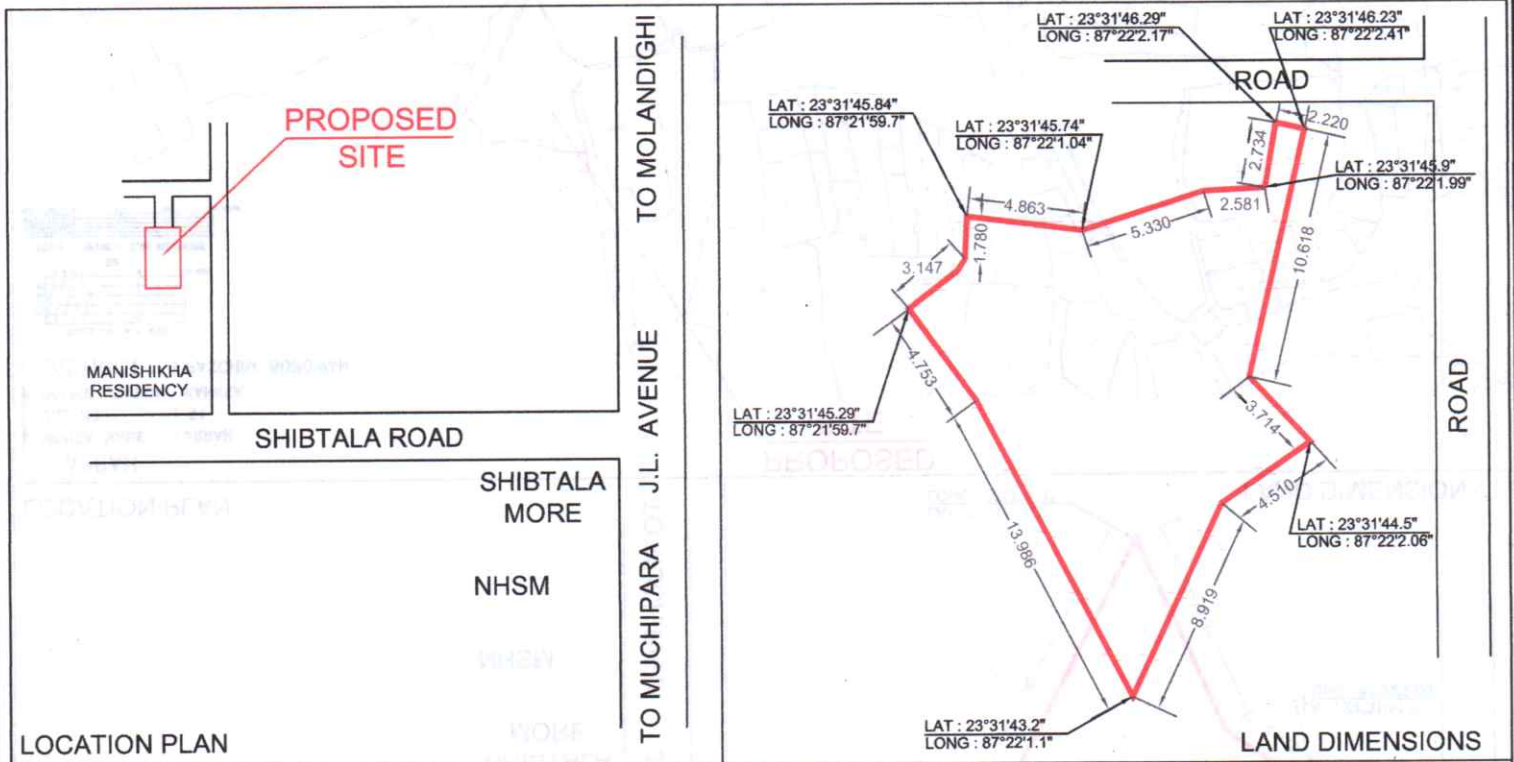 PROPOSED
SITE
MANISHIKHA
RESIDENCY
SHIBTALA ROAD
SHIBTALA
MORE
NHSM
TO MUCHIPARA J.L. AVENUE TO MOLANDIGHI
LOCATION PLAN
LAT : 23°31'46.29"
LONG : 87°22'2.17"
LAT : 23°31'46.23"
LONG : 87°22'2.41"
ROAD
LAT : 23°31'45.84"
LONG : 87°21'59.7"
LAT : 23°31'45.74"
LONG : 87°22'1.04"
2.220
2.734
LAT : 23°31'45.9"
LONG : 87°22'1.99"
4.863
5.330
2.581
1.780
3.147
10.618
4.753
3.714
ROAD
LAT : 23°31'45.29"
LONG : 87°21'59.7"
4.510
LAT : 23°31'44.5"
LONG : 87°22'2.06"
13.986
8.919
LAT : 23°31'43.2"
LONG : 87°22'1.1"
LAND DIMENSIONS